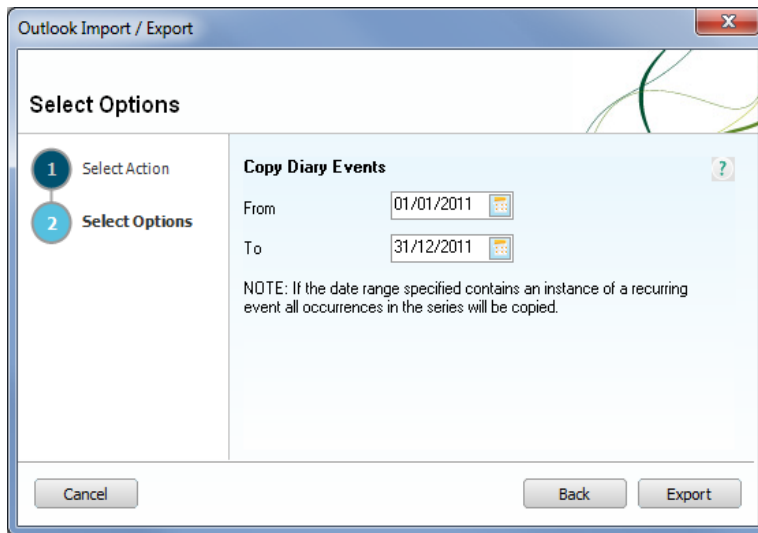 Outlook Import / Export
X
Select Options
1 Select Action
2 Select Options
Copy Diary Events
?
From 01/01/2011
To 31/12/2011
NOTE: If the date range specified contains an instance of a recurring
event all occurrences in the series will be copied.
Cancel Back Export